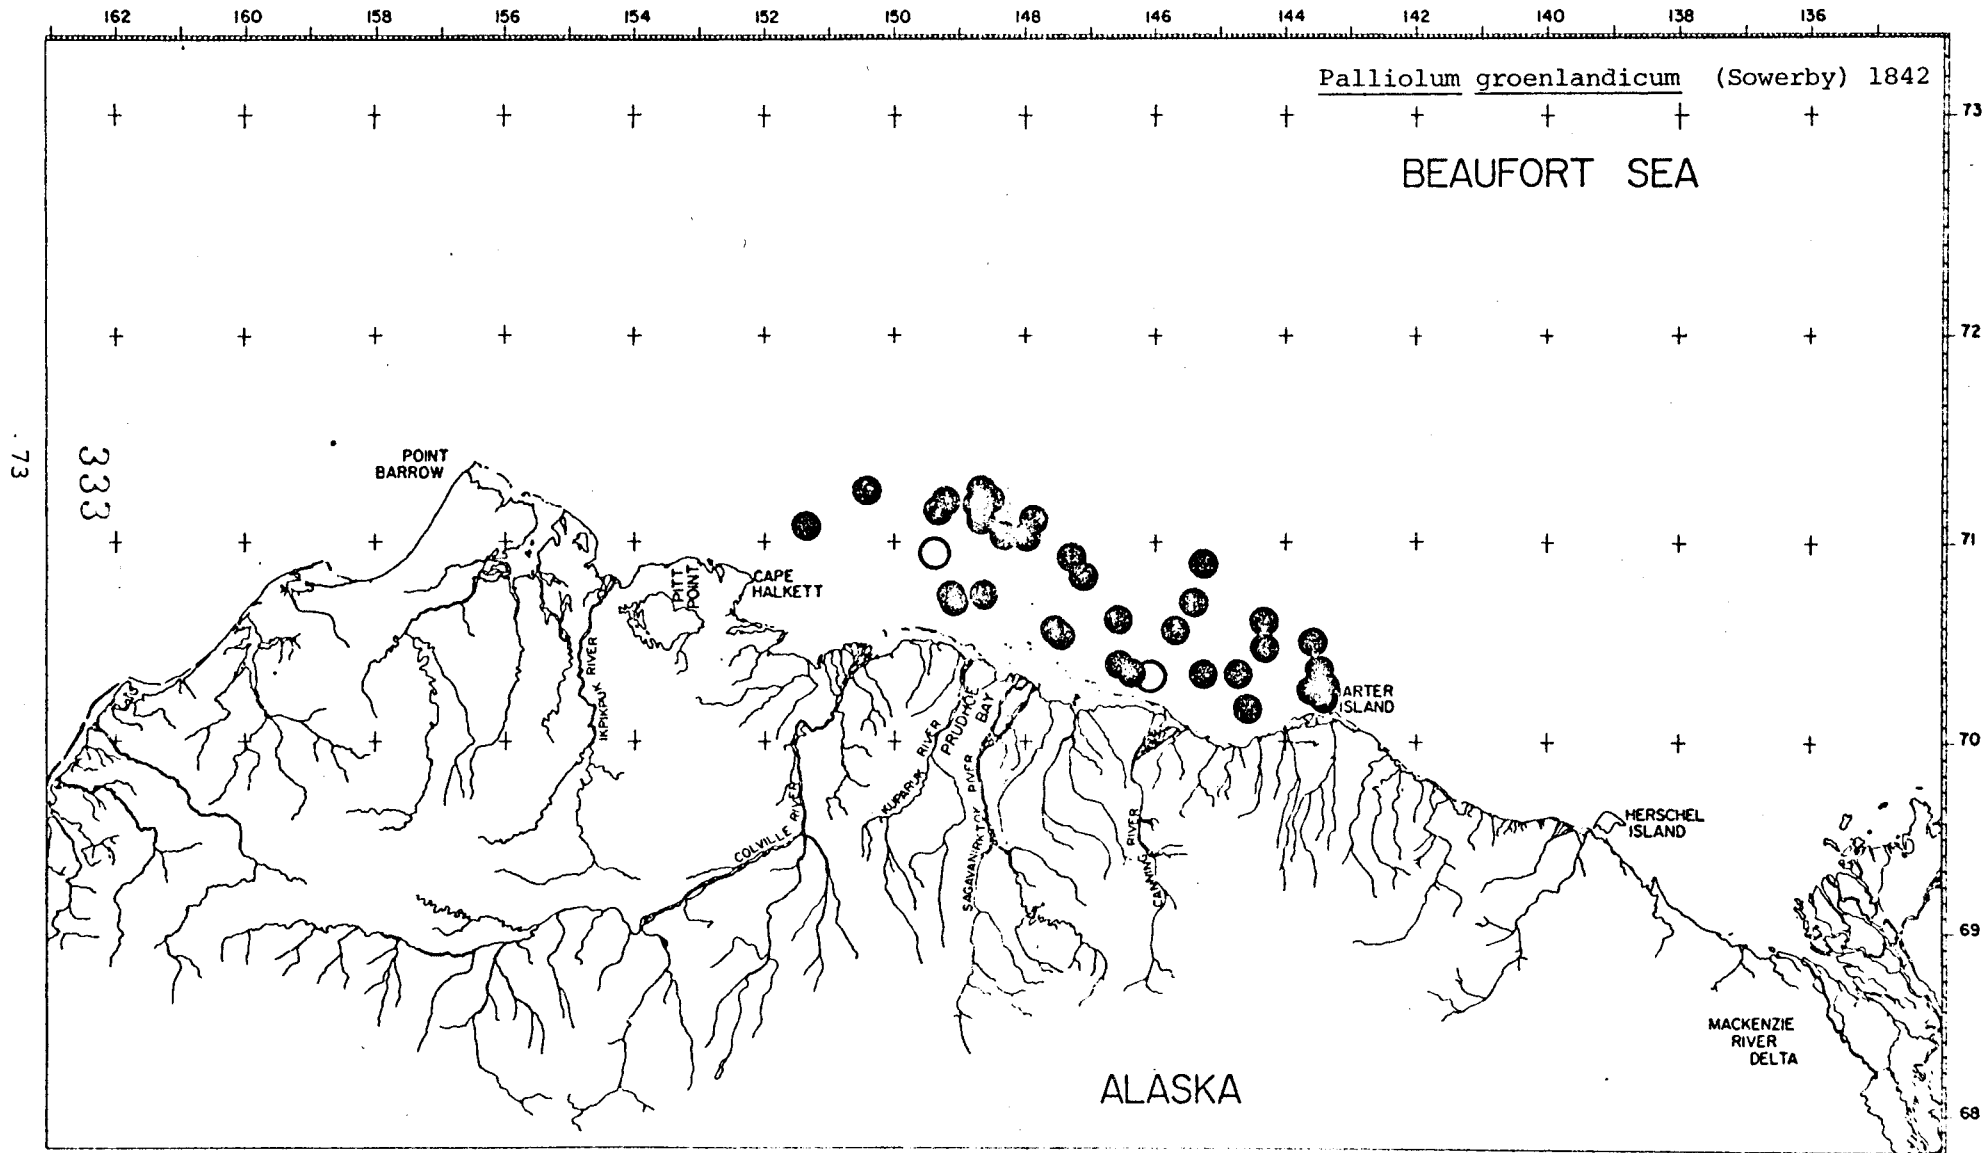 162 160 158 156 154 152 150 148 146 144 142 140 138 136
Palliolum groenlandicum (Sowerby) 1842
73
BEAUFORT SEA
72
POINT
BARROW
333
73
71
PITT
POINT
CAPE
HALKETT
IKPIKPUK RIVER
ARTER
ISLAND
PRUDHOE
BAY
70
KUPARUK RIVER
SAGAVANIRKTOK RIVER
COLVILLE RIVER
CANNING RIVER
HERSCHEL
ISLAND
69
MACKENZIE
RIVER
DELTA
ALASKA
68